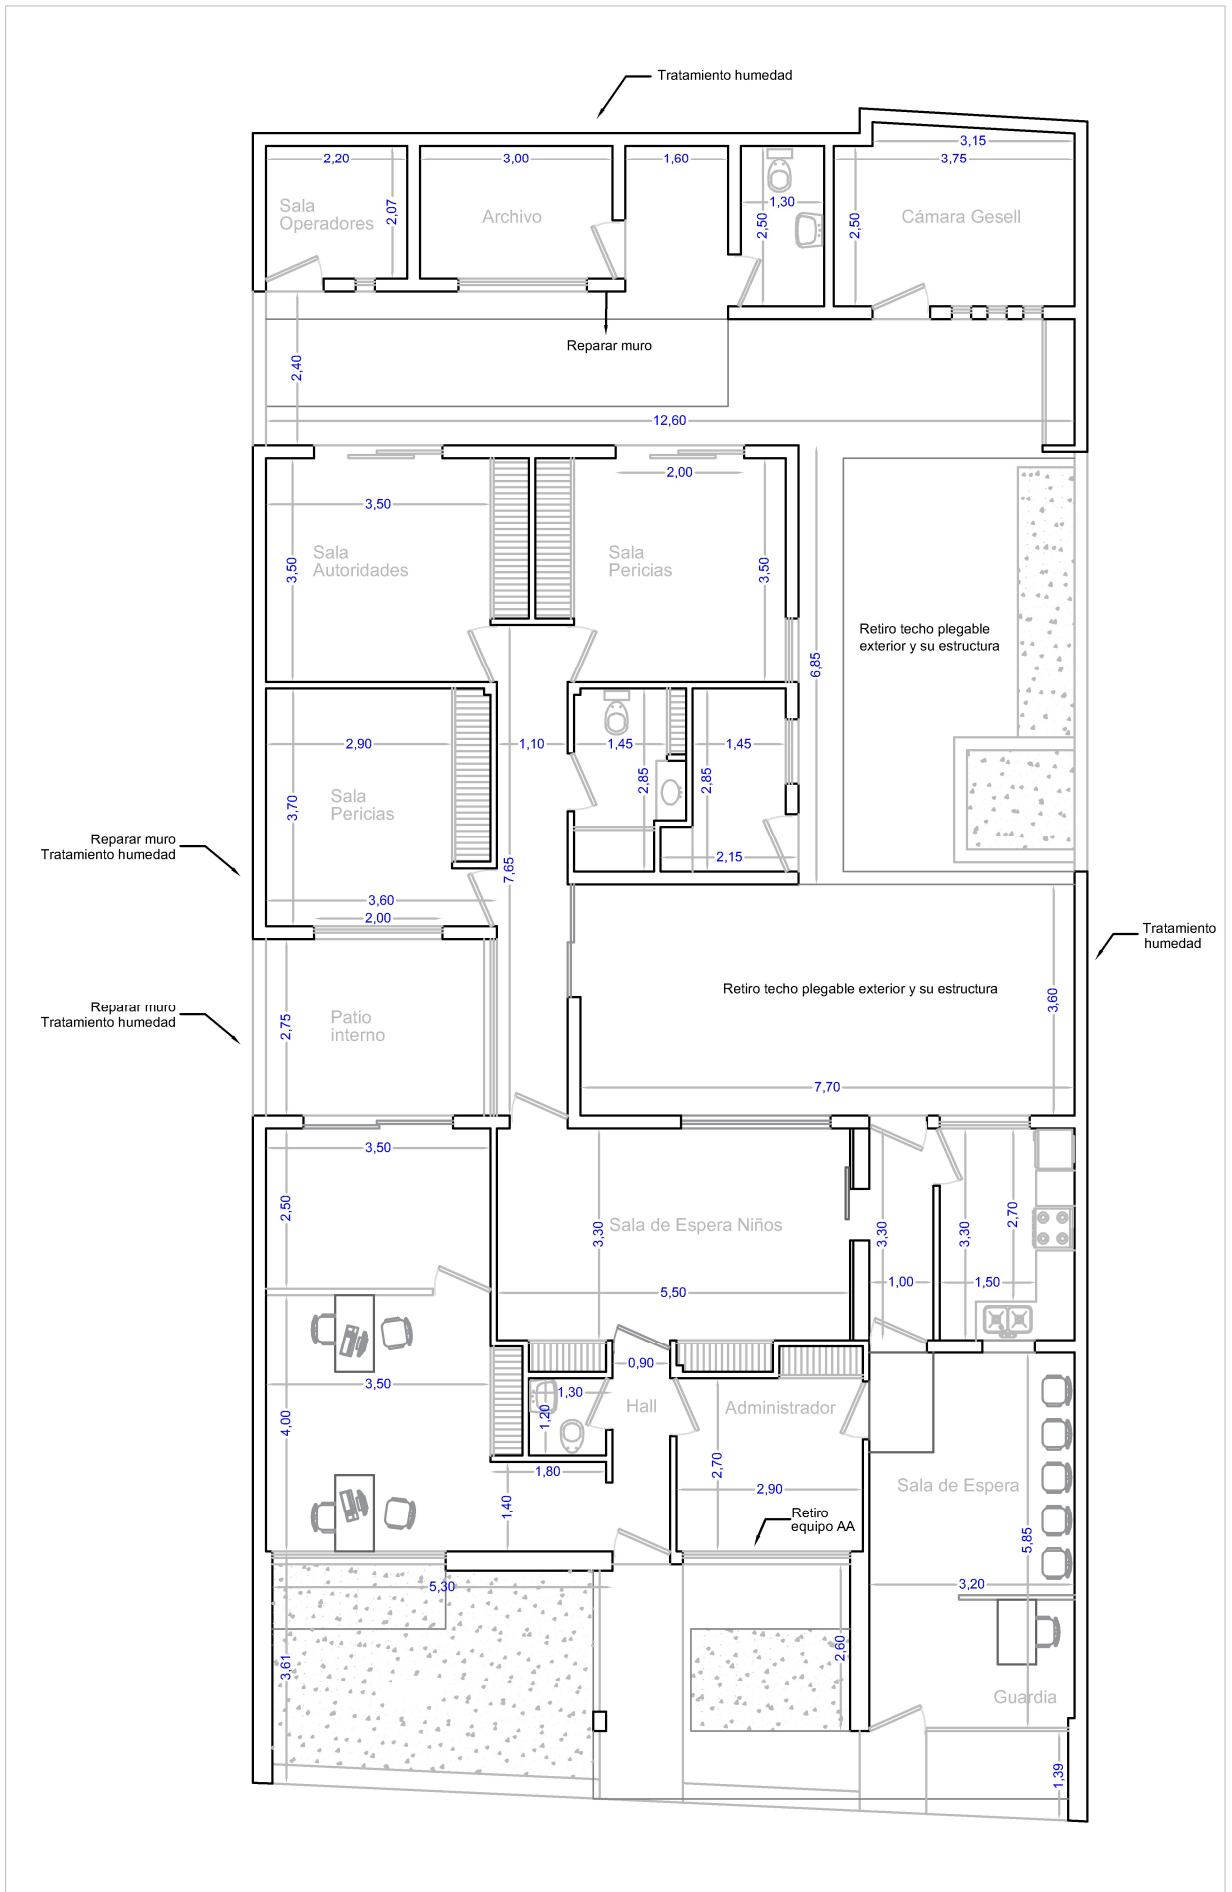 Tratamiento humedad
3,15
2,20
3,00
1,60
3,75
Sala
Operadores
2,07
Archivo
1,30
2,50
2,50
Cámara Gesell
Reparar muro
2,40
12,60
2,00
3,50
Sala
Autoridades
3,50
Sala
Pericias
3,50
Retiro techo plegable
exterior y su estructura
6,85
2,90
1,10
1,45
1,45
2,85
2,85
Sala
Pericias
3,70
Reparar muro
Tratamiento humedad
2,15
7,65
3,60
2,00
Tratamiento
humedad
Retiro techo plegable exterior y su estructura
3,60
Reparar muro
Tratamiento humedad
Patio
interno
2,75
7,70
3,50
2,50
Sala de Espera Niños
3,30
3,30
3,30
2,70
1,00
1,50
5,50
0,90
3,50
1,30
1,20
Hall
Administrador
4,00
1,80
2,70
2,90
Sala de Espera
1,40
Retiro
equipo AA
5,85
5,30
3,20
3,61
2,60
Guardia
1,39